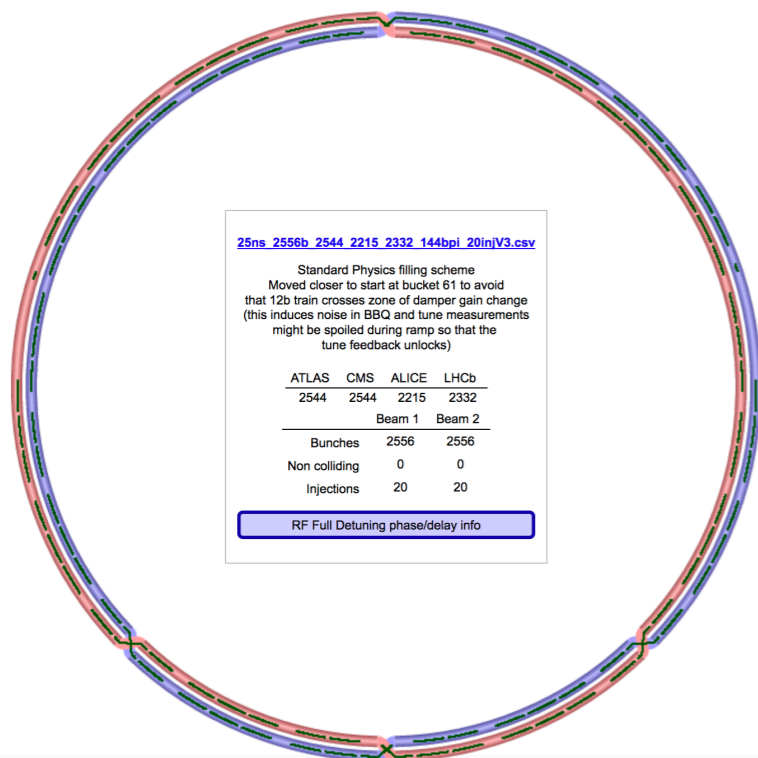 25ns_2556b_2544_2215_2332_144bpi_20injV3.csv
Standard Physics filling scheme
Moved closer to start at bucket 61 to avoid
that 12b train crosses zone of damper gain change
(this induces noise in BBQ and tune measurements
might be spoiled during ramp so that the
tune feedback unlocks)
ATLAS CMS ALICE LHCb
2544 2544 2215 2332
Beam 1 Beam 2
Bunches 2556 2556
Non colliding 0 0
Injections 20 20
RF Full Detuning phase/delay info